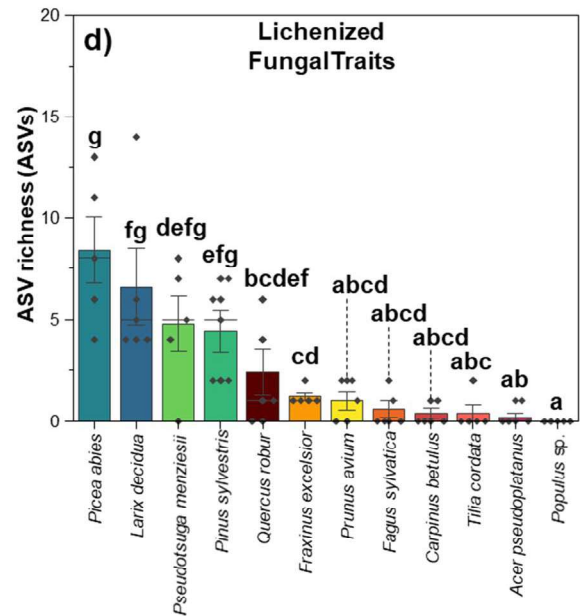 d)
Lichenized
FungalTraits
ASV richness (ASVs)
20
15
10
5
0
g
fg
defg
efg
bcdef
cd
abcd
abcd
abcd
abc
ab
a
Picea abies
Larix decidua
Pseudotsuga menziesii
Pinus sylvestris
Quercus robur
Fraxinus excelsior
Prunus avium
Fagus sylvatica
Carpinus betulus
Tilia cordata
Acer pseudoplatanus
Populus sp.